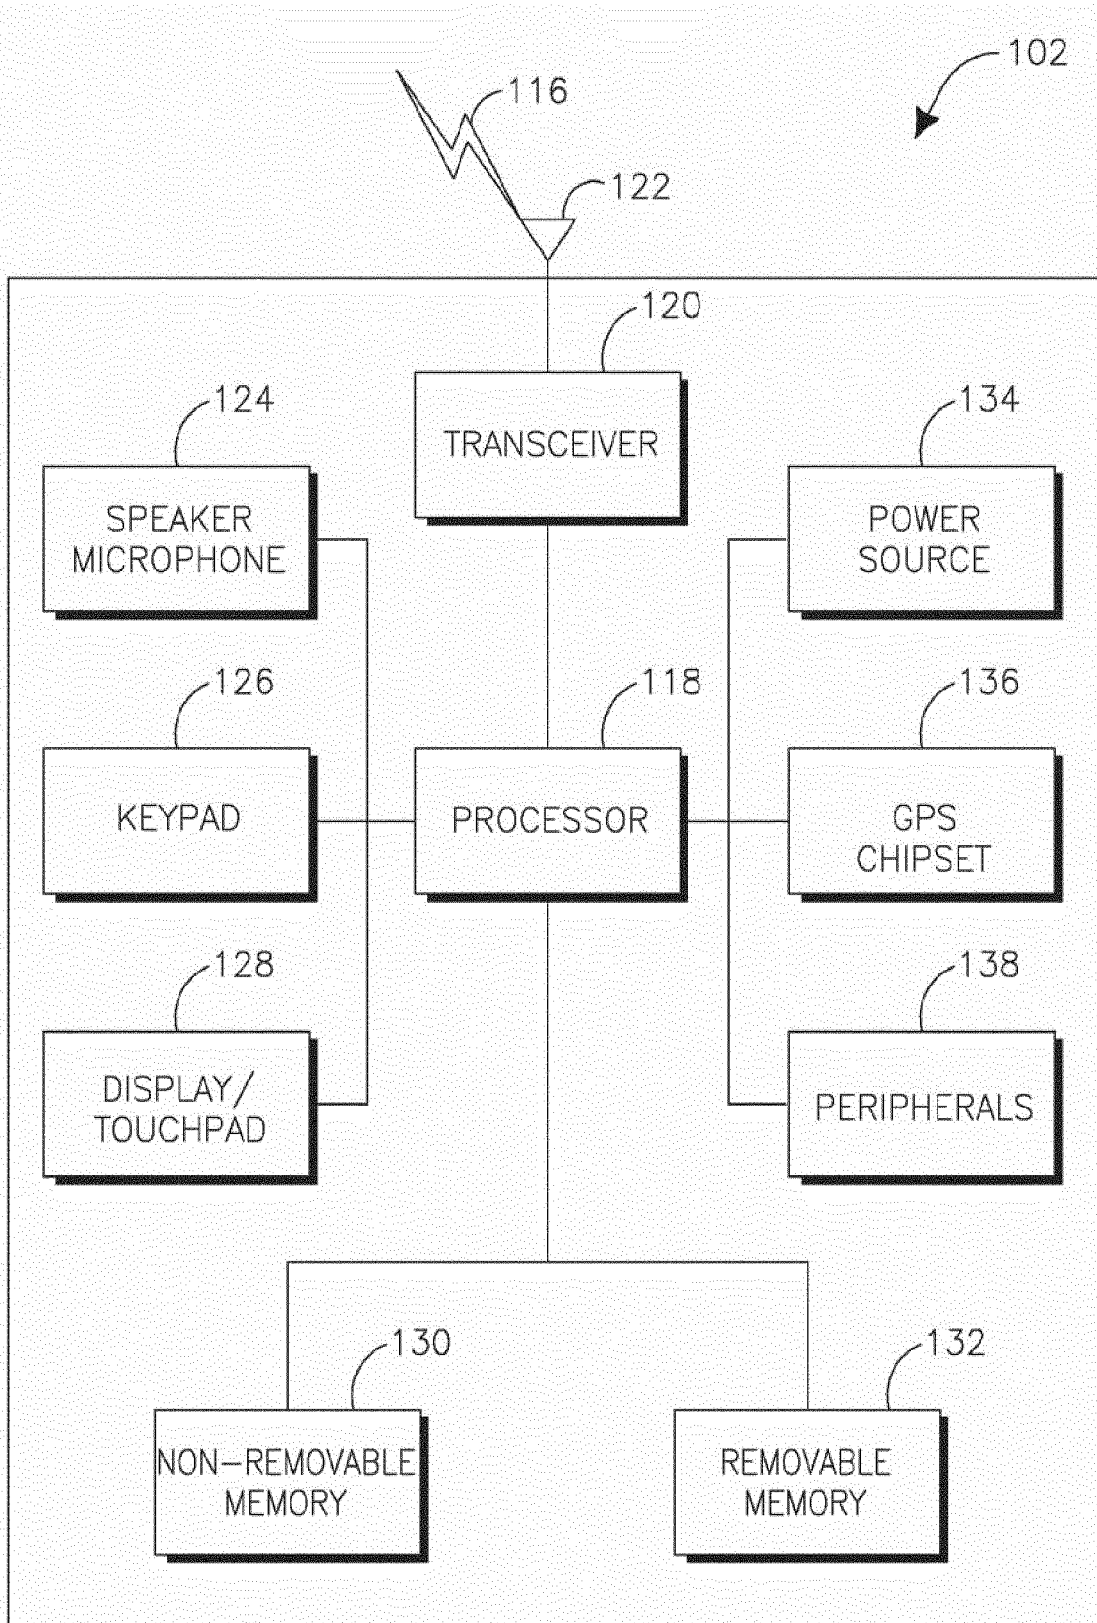 102
116
122
120
TRANSCEIVER
124
SPEAKER
MICROPHONE
134
POWER
SOURCE
126
KEYPAD
118
PROCESSOR
136
GPS
CHIPSET
128
DISPLAY/
TOUCHPAD
138
PERIPHERALS
130
NON-REMOVABLE
MEMORY
132
REMOVABLE
MEMORY